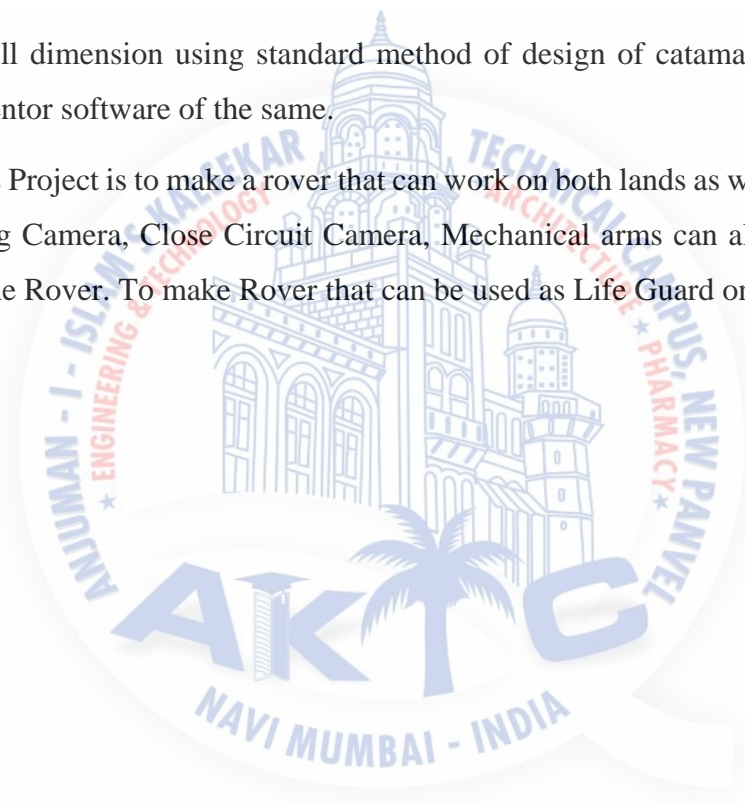 ll dimension using standard method of design of catama
entor software of the same.
Project is to make a rover that can work on both lands as w
g Camera, Close Circuit Camera, Mechanical arms can al
e Rover. To make Rover that can be used as Life Guard or
ANJUMAN - I - ISLAM'S KALSEKAR TECHNICAL CAMPUS, NEW PANVEL
ENGINEERING & TECHNOLOGY ARCHITECTURE PHARMACY
AKTC
NAVI MUMBAI - INDIA